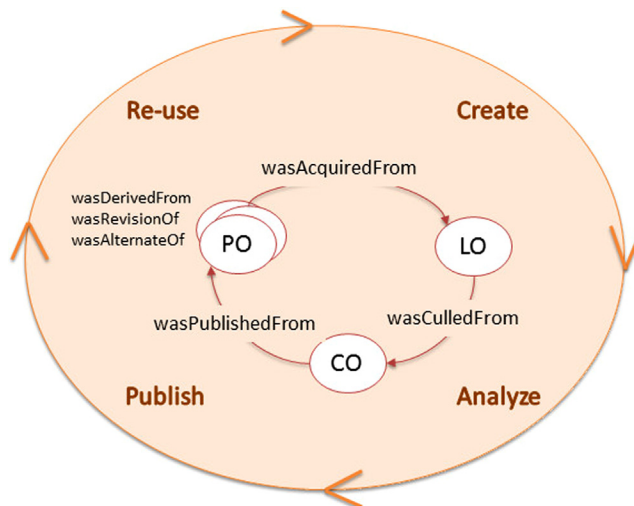 Re-use
Create
wasAcquiredFrom
wasDerivedFrom
wasRevisionOf
wasAlternateOf
PO
LO
wasPublishedFrom
wasCulledFrom
CO
Publish
Analyze